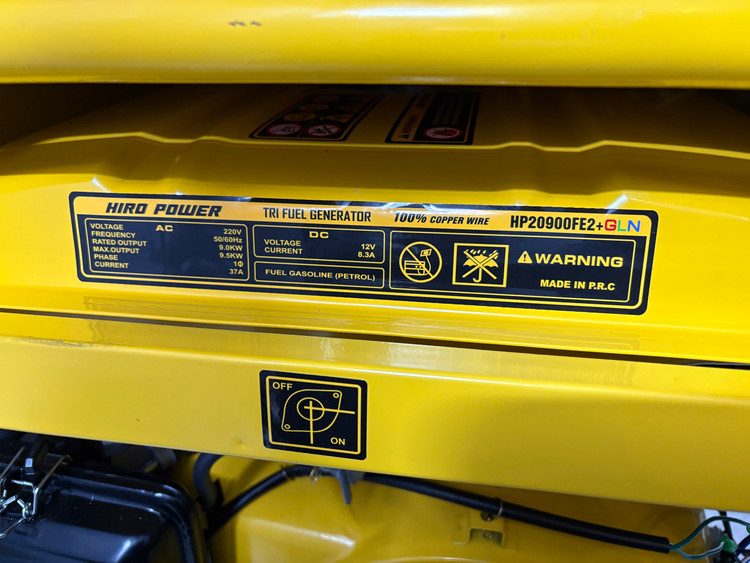 HIRO POWER TRI FUEL GENERATOR 100% COPPER WIRE HP20900FE2+GLN
AC
VOLTAGE 220V
FREQUENCY 50/60Hz
RATED OUTPUT 9.0KW
MAX.OUTPUT 9.5KW
PHASE 1Φ
CURRENT 37A
DC
VOLTAGE 12V
CURRENT 8.3A
FUEL GASOLINE (PETROL)
WARNING
MADE IN P.R.C
OFF
ON